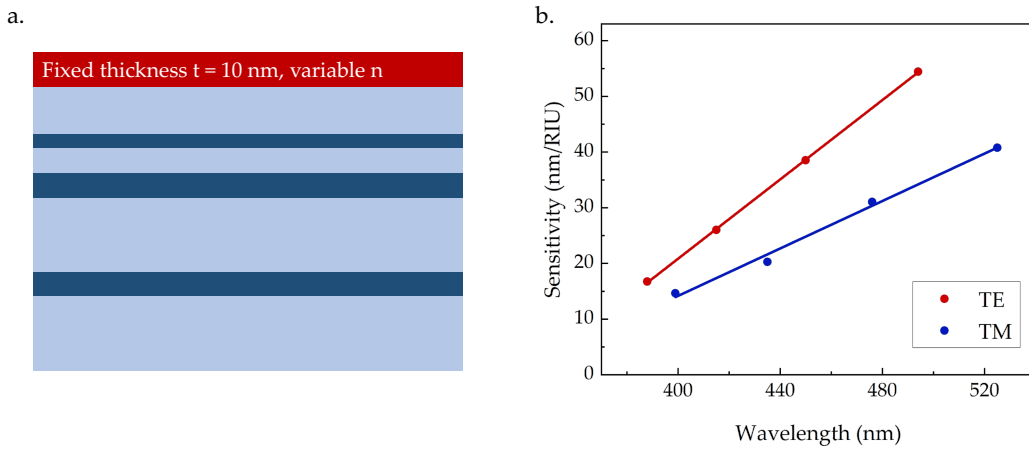 a.
Fixed thickness t = 10 nm, variable n
b.
60
50
40
30
20
10
0
Sensitivity (nm/RIU)
TE
TM
400
440
480
520
Wavelength (nm)